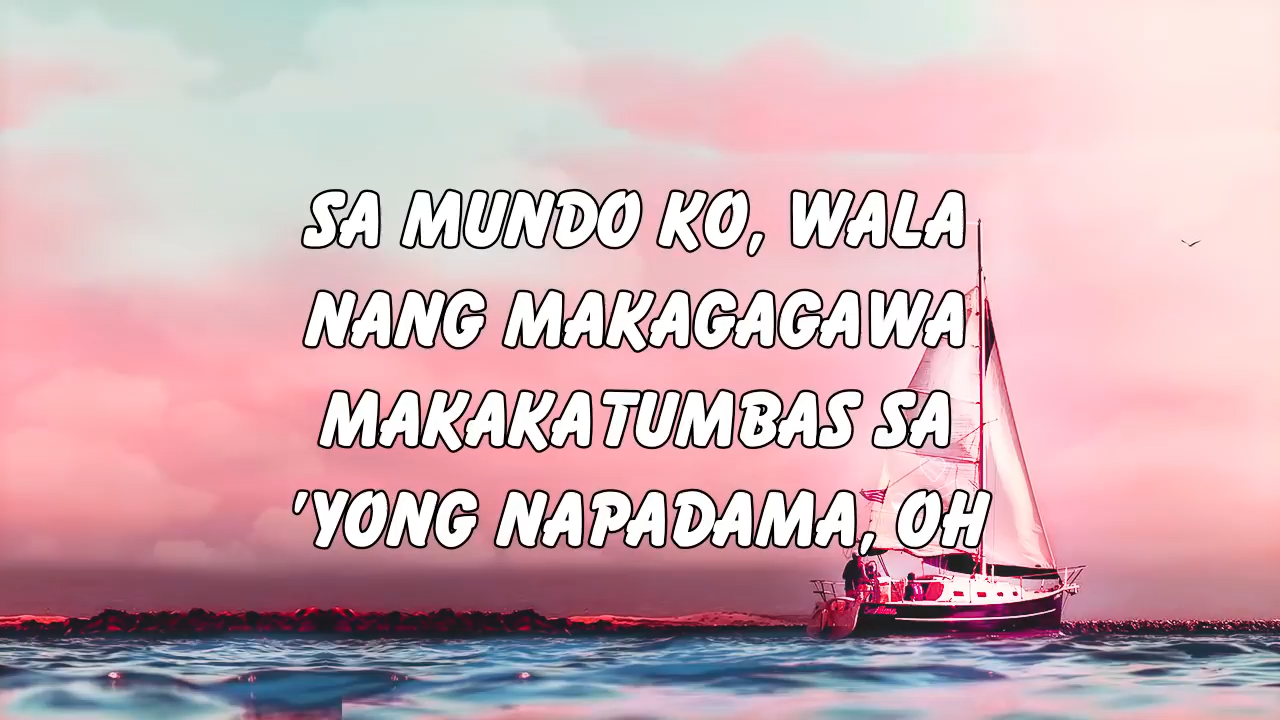 SA MUNDO KO, WALA
NANG MAKAGAGAWA
MAKAKATUMBAS SA
'YONG NAPADAMA, OH